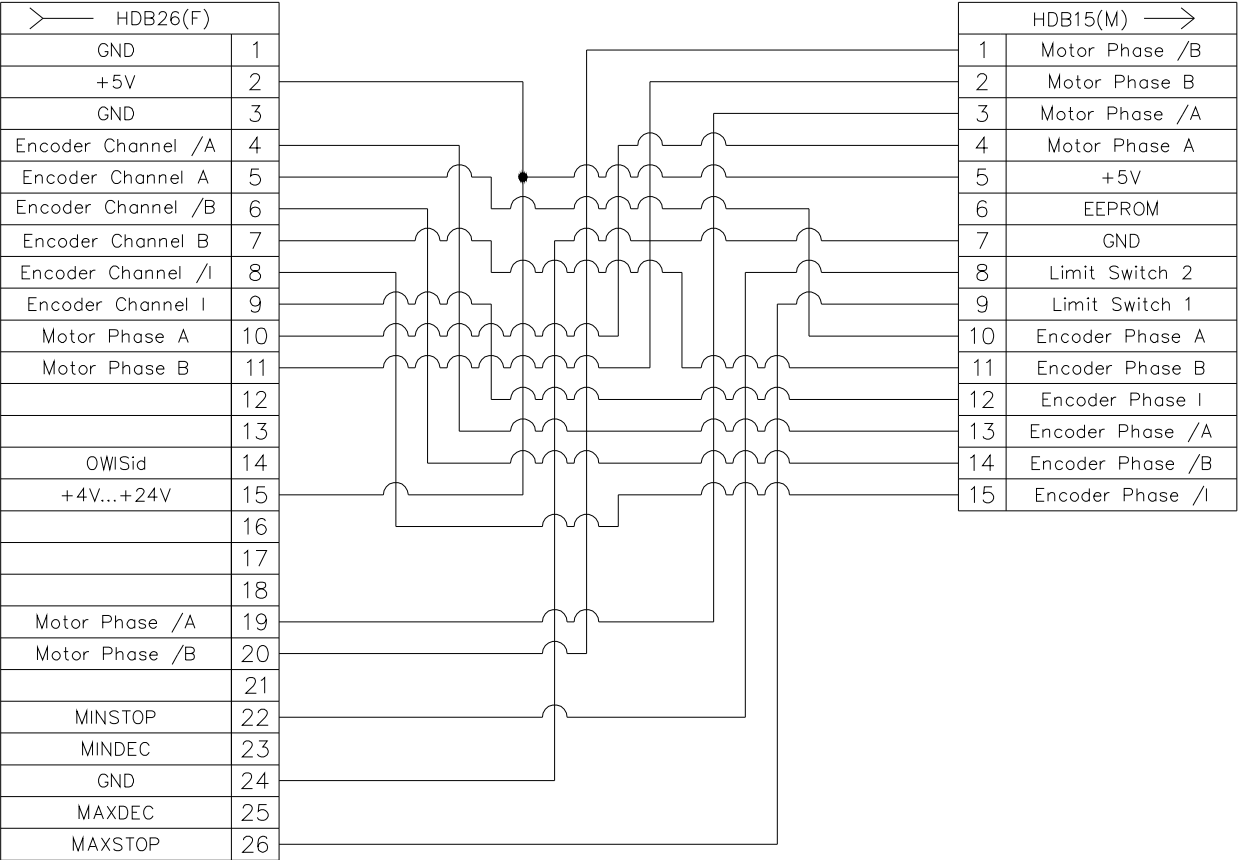 HDB26(F)
GND 1
+5V 2
GND 3
Encoder Channel /A 4
Encoder Channel A 5
Encoder Channel /B 6
Encoder Channel B 7
Encoder Channel /I 8
Encoder Channel I 9
Motor Phase A 10
Motor Phase B 11
12
13
OWISid 14
+4V...+24V 15
16
17
18
Motor Phase /A 19
Motor Phase /B 20
21
MINSTOP 22
MINDEC 23
GND 24
MAXDEC 25
MAXSTOP 26
HDB15(M)
1 Motor Phase /B
2 Motor Phase B
3 Motor Phase /A
4 Motor Phase A
5 +5V
6 EEPROM
7 GND
8 Limit Switch 2
9 Limit Switch 1
10 Encoder Phase A
11 Encoder Phase B
12 Encoder Phase I
13 Encoder Phase /A
14 Encoder Phase /B
15 Encoder Phase /I